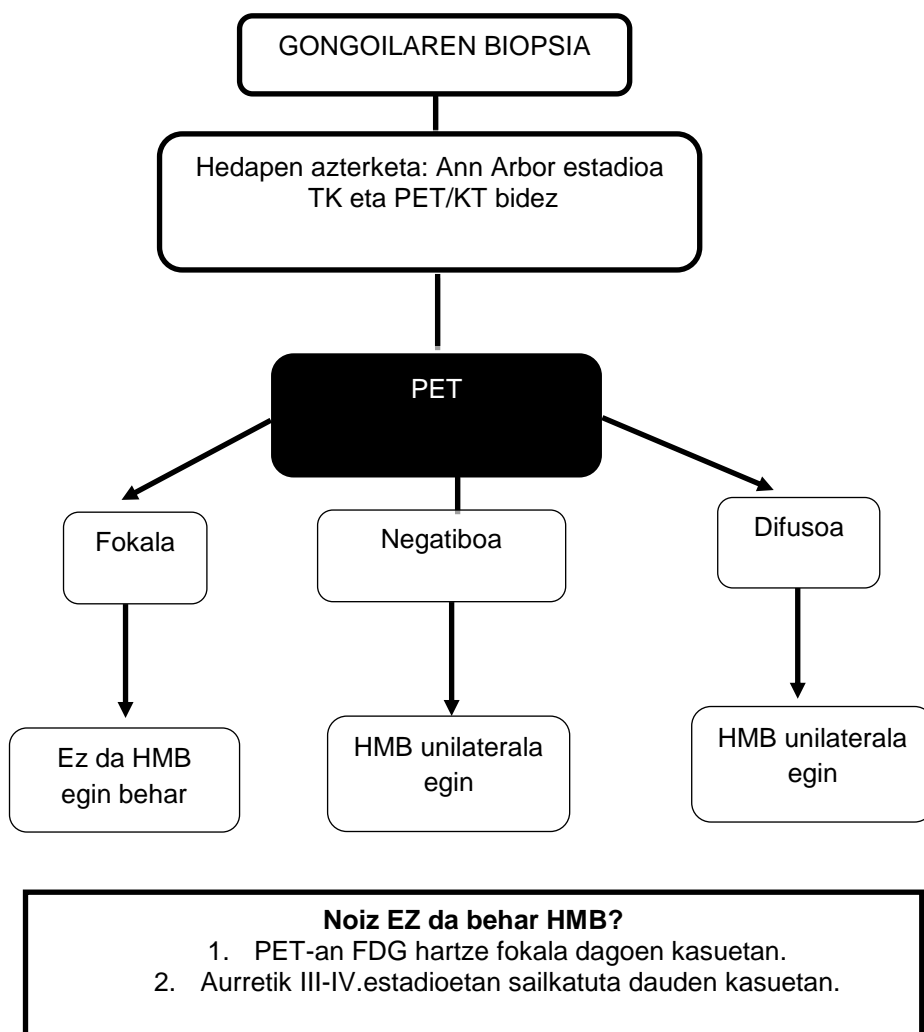 GONGOILAREN BIOPSIA
Hedapen azterketa: Ann Arbor estadioa
TK eta PET/KT bidez
PET
Fokala
Negatiboa
Difusoa
Ez da HMB
egin behar
HMB unilaterala
egin
HMB unilaterala
egin
Noiz EZ da behar HMB?
1. PET-an FDG hartze fokala dagoen kasuetan.
2. Aurretik III-IV.estadioetan sailkatuta dauden kasuetan.